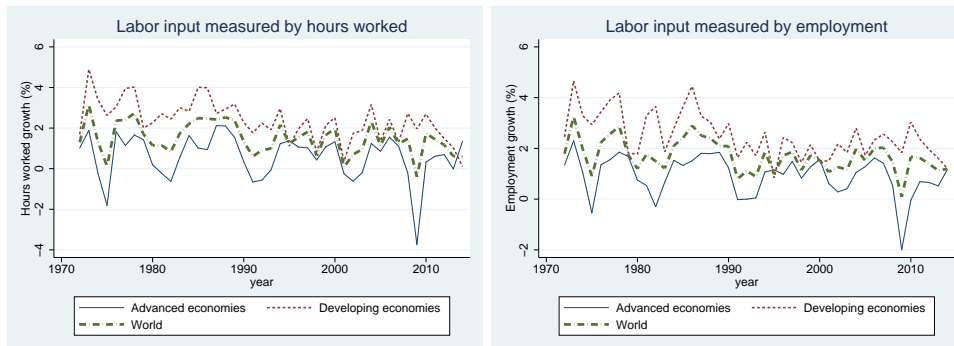 Labor input measured by hours worked
Hours worked growth (%)
6
4
2
0
−2
−4
1970 1980 1990 2000 2010
year
Advanced economies Developing economies
World
Labor input measured by employment
Employment growth (%)
6
4
2
0
−2
1970 1980 1990 2000 2010
year
Advanced economies Developing economies
World